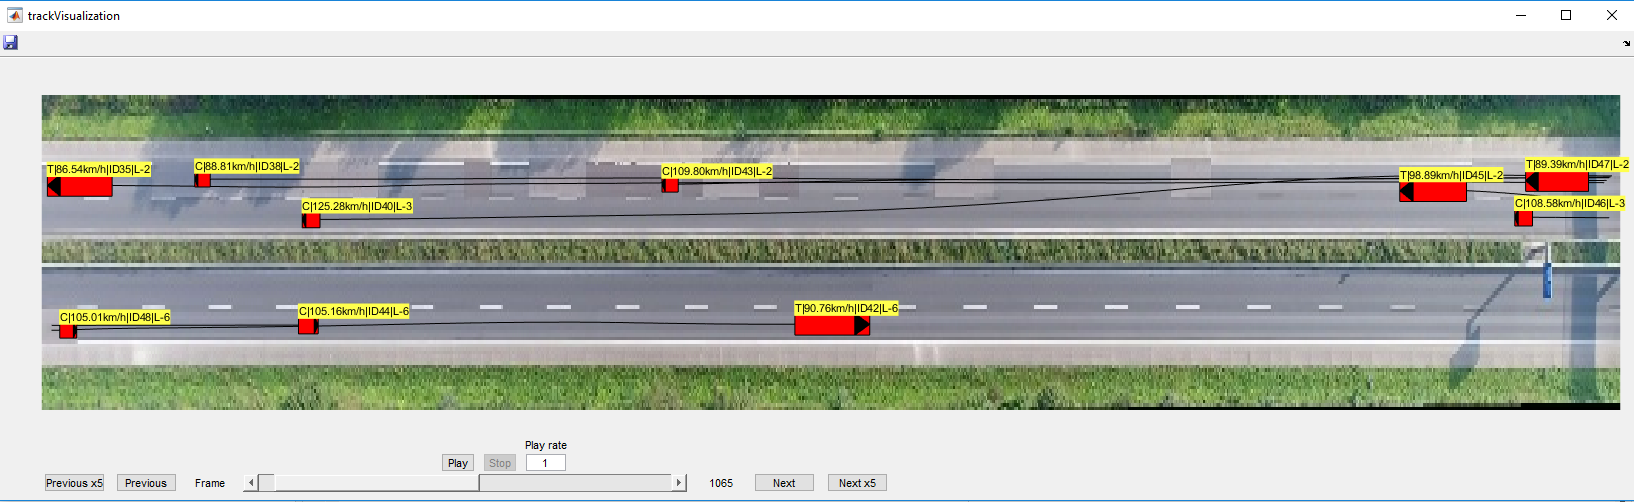 trackVisualization
T|86.54km/h|ID35|L-2
C|88.81km/h|ID38|L-2
C|109.80km/h|ID43|L-2
T|98.89km/h|ID45|L-2
T|89.39km/h|ID47|L-2
C|125.28km/h|ID40|L-3
C|108.58km/h|ID46|L-3
C|105.01km/h|ID48|L-6
C|105.16km/h|ID44|L-6
T|90.76km/h|ID42|L-6
Play rate
Play Stop 1
Previous x5 Previous Frame 1065 Next Next x5